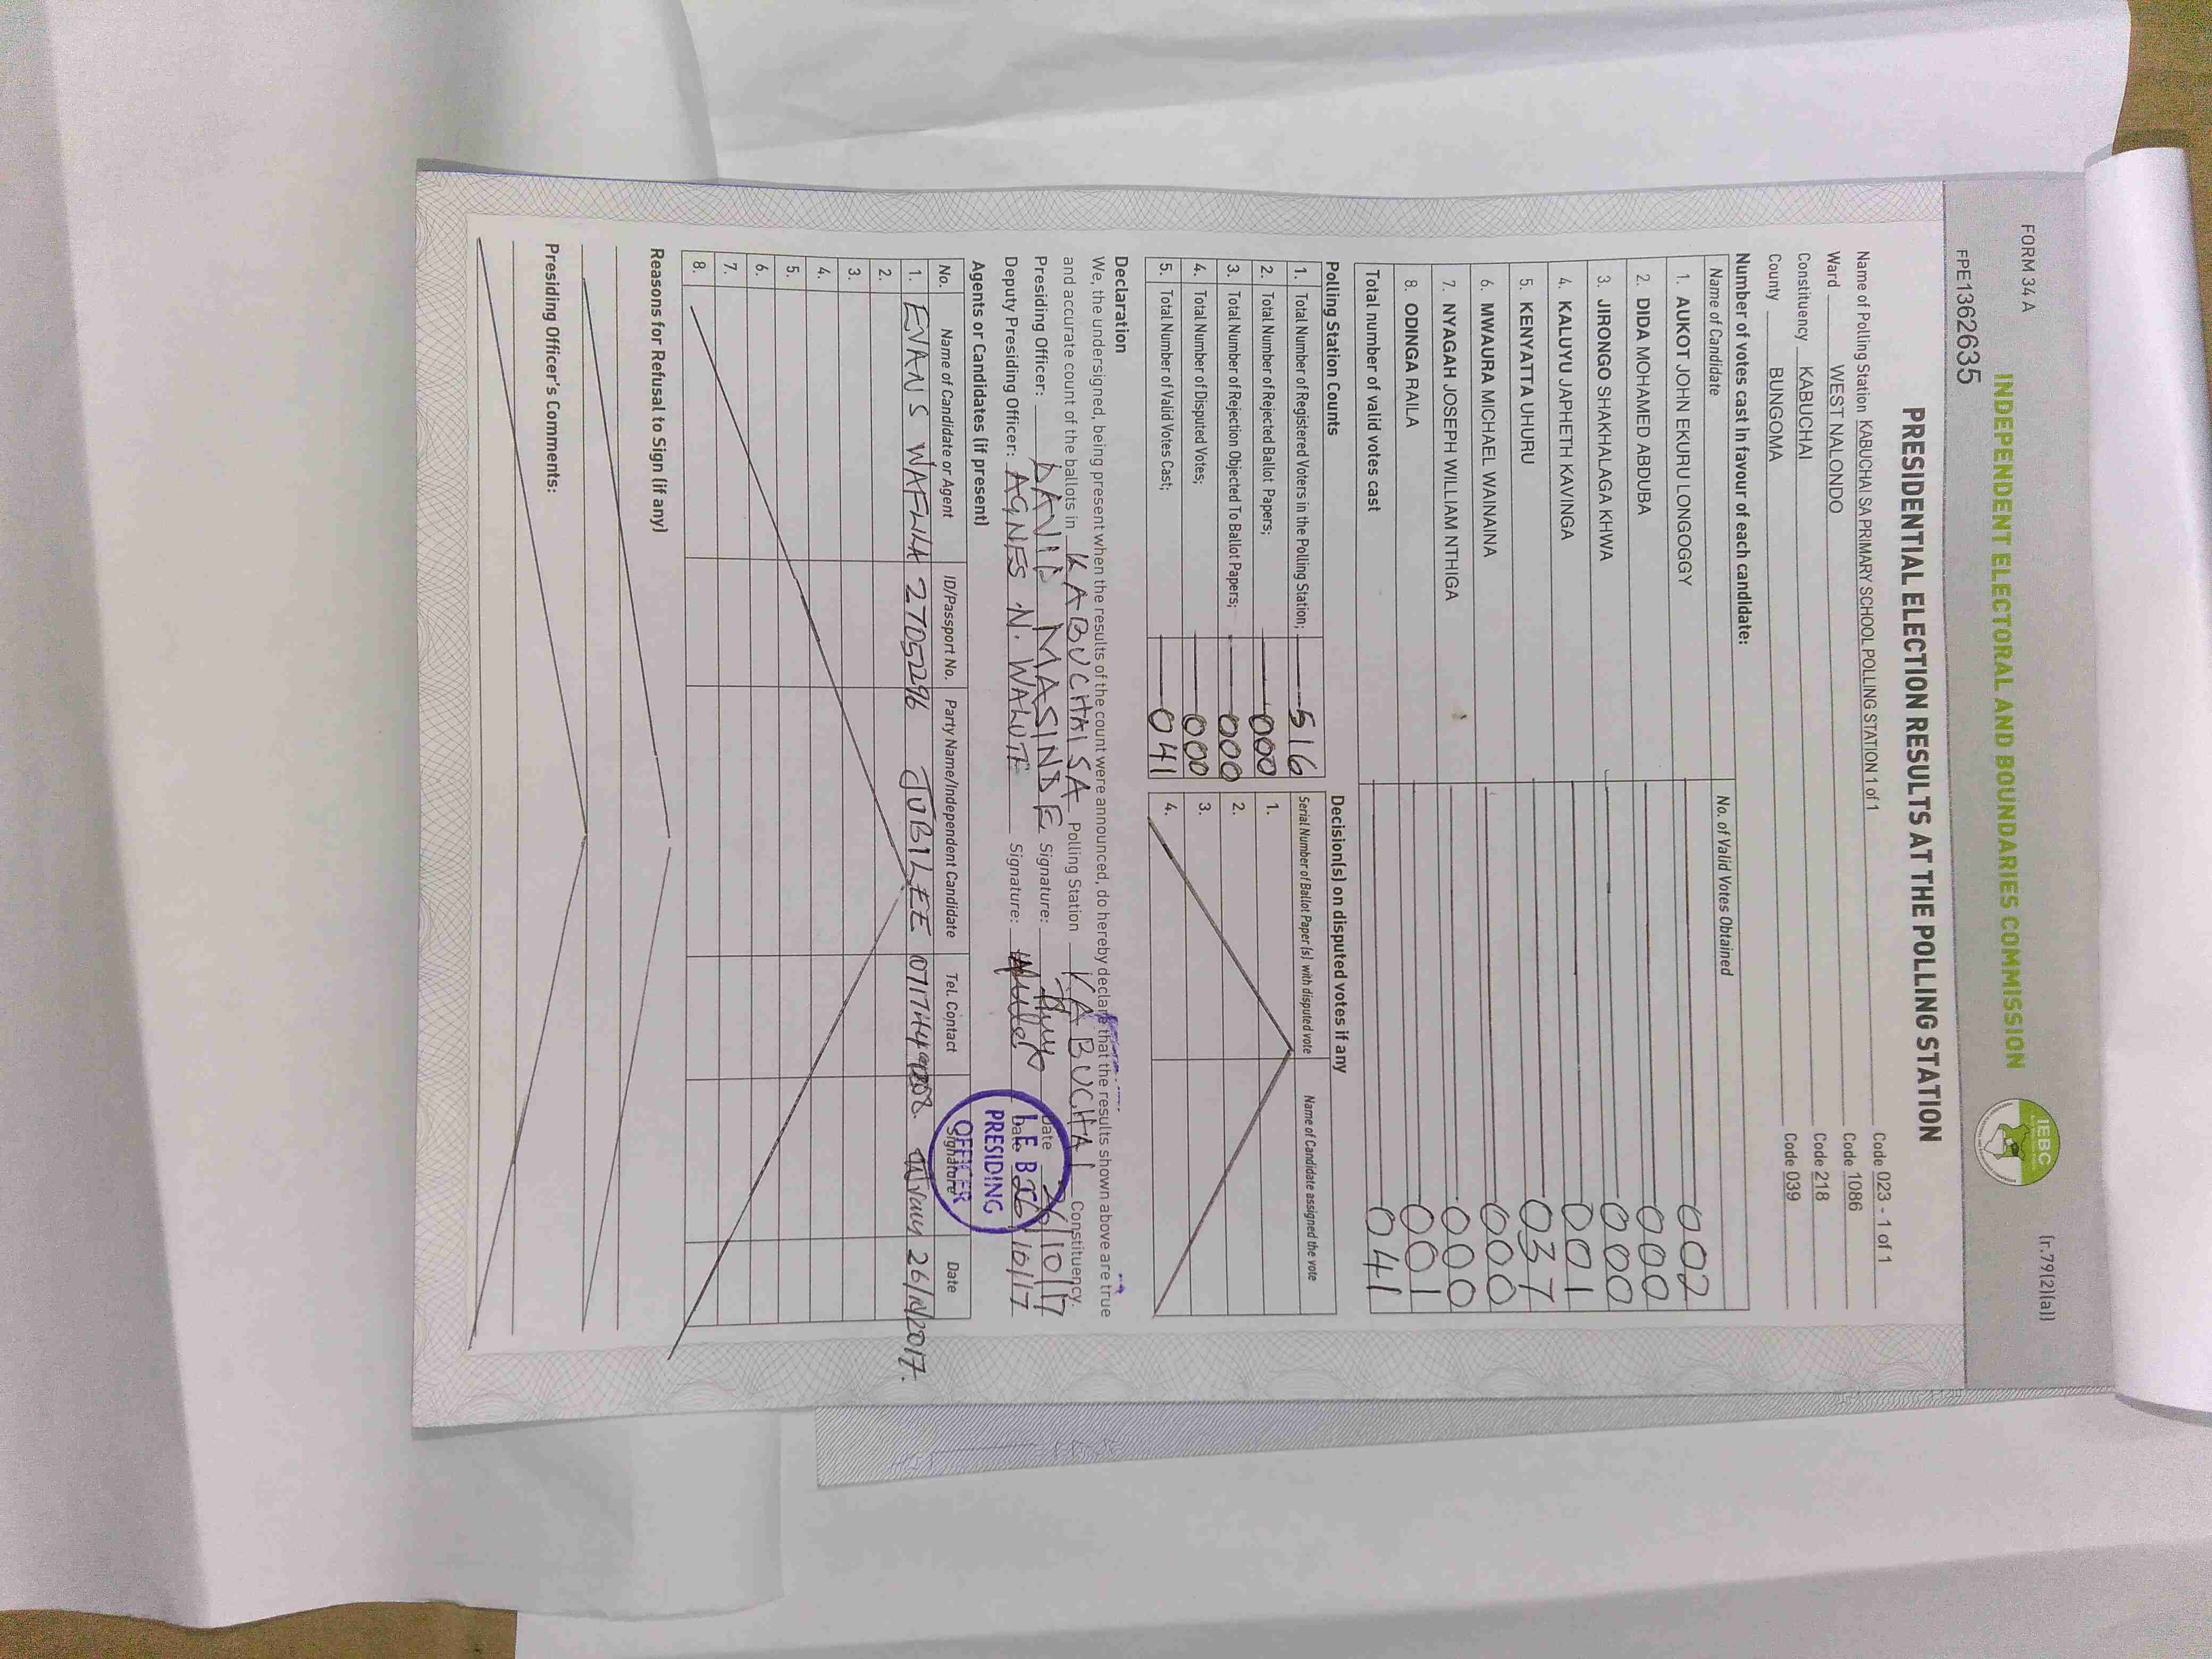 FORM 34 A
(r.79(2)(a))
INDEPENDENT ELECTORAL AND BOUNDARIES COMMISSION
IEBC
FPE1362635
PRESIDENTIAL ELECTION RESULTS AT THE POLLING STATION
Name of Polling Station KABUCHAI SA PRIMARY SCHOOL POLLING STATION 1 of 1 Code 023 - 1 of 1
Ward WEST NALONDO Code 1086
Constituency KABUCHAI Code 218
County BUNGOMA Code 039
Number of votes cast in favour of each candidate:
Name of Candidate No. of Valid Votes Obtained
1. AUKOT JOHN EKURU LONGOGGY 002
2. DIDA MOHAMED ABDUBA 000
3. JIRONGO SHAKHALAGA KHWA 000
4. KALUYU JAPHETH KAVINGA 001
5. KENYATTA UHURU 037
6. MWAURA MICHAEL WAINAINA 000
7. NYAGAH JOSEPH WILLIAM NTHIGA 000
8. ODINGA RAILA 001
Total number of valid votes cast 041
Polling Station Counts
1. Total Number of Registered Voters in the Polling Station; 516
2. Total Number of Rejected Ballot Papers; 000
3. Total Number of Rejection Objected To Ballot Papers; 000
4. Total Number of Disputed Votes; 000
5. Total Number of Valid Votes Cast; 041
Decision(s) on disputed votes if any
Serial Number of Ballot Paper(s) with disputed vote Name of Candidate assigned the vote
1.
2.
3.
4.
Declaration
We, the undersigned, being present when the results of the count were announced, do hereby declare that the results shown above are true
and accurate count of the ballots in KABUCHAI SA Polling Station KABUCHAI Constituency.
Presiding Officer: DAVID MASINDE Signature: Date 26/10/17
Deputy Presiding Officer: AGNES N. WALUTE Signature: Date 26/10/17
I E B C
PRESIDING
OFFICER
Agents or Candidates (if present)
No. Name of Candidate or Agent ID/Passport No. Party Name/Independent Candidate Tel. Contact Signature Date
1. EVANS WAFULA 27052296 JUBILEE 26/10/2017.
2.
3.
4.
5.
6.
7.
8.
Reasons for Refusal to Sign (if any)
Presiding Officer's Comments: